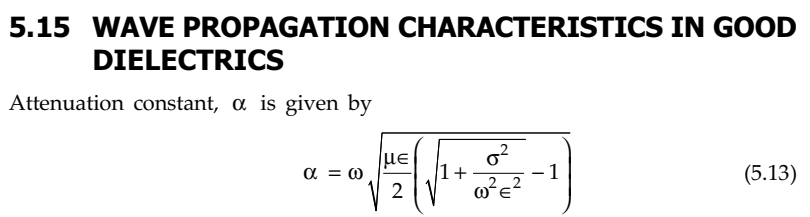 5.15 WAVE PROPAGATION CHARACTERISTICS IN GOOD
DIELECTRICS
Attenuation constant, α is given by
α = ω√(μ∈/2 (√(1 + σ²/ω²∈²) − 1)) (5.13)